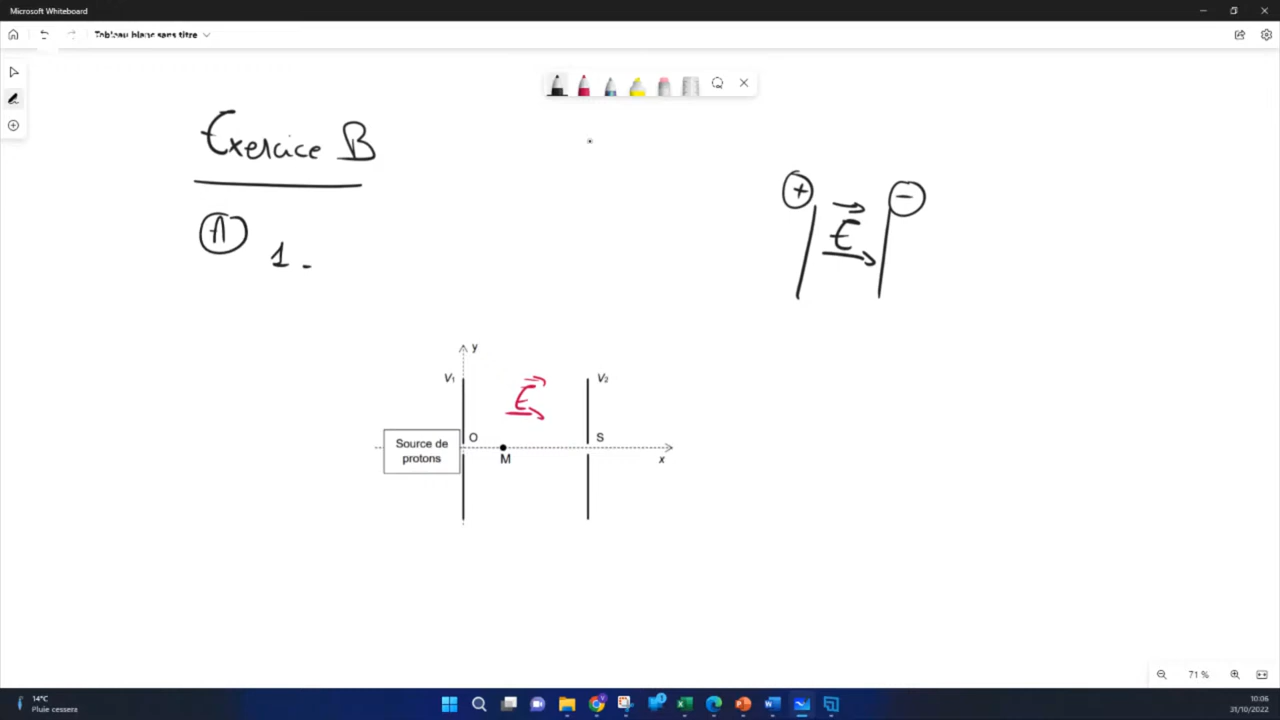 Microsoft Whiteboard
Tableau blanc sans titre
Exercice B
A 1.
+ E -
y
V1 E V2
O S
Source de
protons
M x
71 %
14°C
Pluie cessera
10:06
31/10/2022